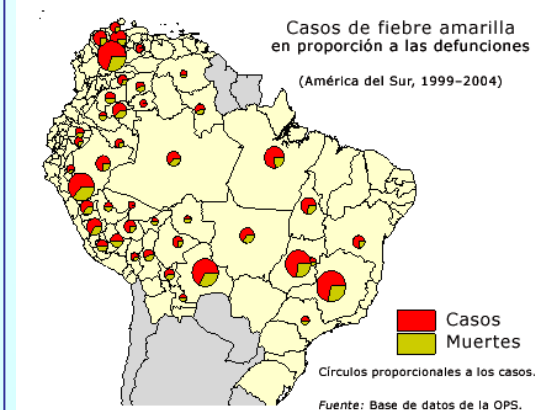 Casos de fiebre amarilla
en proporción a las defunciones
(América del Sur, 1999–2004)
Casos
Muertes
Círculos proporcionales a los casos.
Fuente: Base de datos de la OPS.